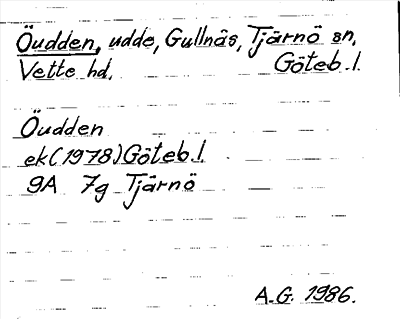 Öudden, udde, Gullnäs, Tjärnö sn,
Vette hd. Göteb. l.
Öudden
ek (1978) Göteb. l.
9A 7g Tjärnö
A.G. 1986.